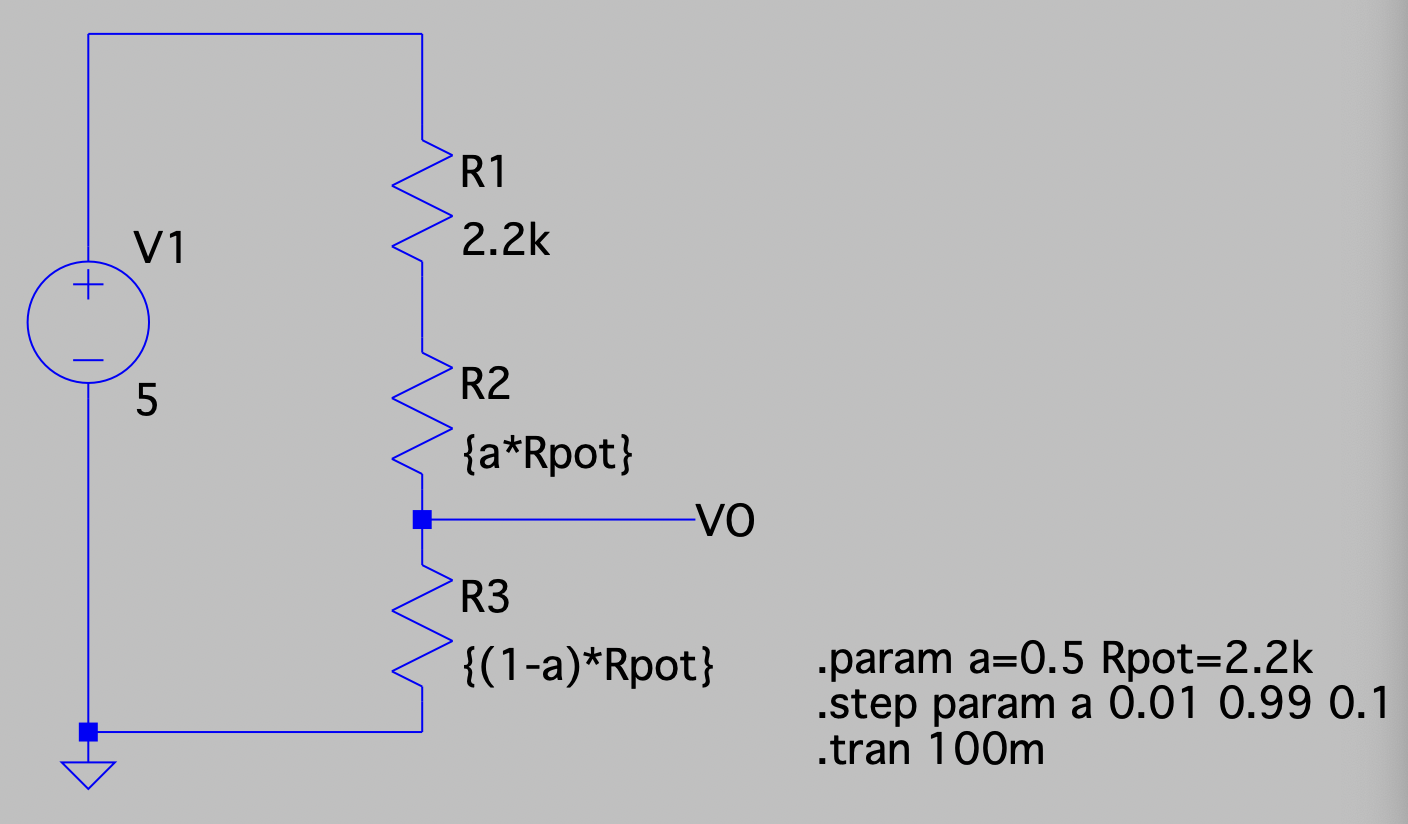 V1
5
R1
2.2k
R2
{a*Rpot}
VO
R3
{(1-a)*Rpot}
.param a=0.5 Rpot=2.2k
.step param a 0.01 0.99 0.1
.tran 100m